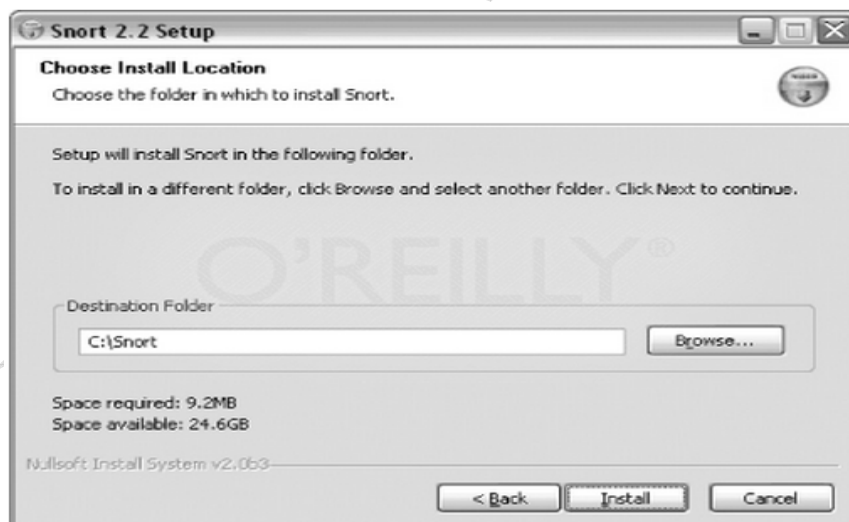 Snort 2.2 Setup
Choose Install Location
Choose the folder in which to install Snort.
Setup will install Snort in the following folder.
To install in a different folder, click Browse and select another folder. Click Next to continue.
O'REILLY®
Destination Folder
C:\Snort
Browse...
Space required: 9.2MB
Space available: 24.6GB
Nullsoft Install System v2.0b3
< Back
Install
Cancel